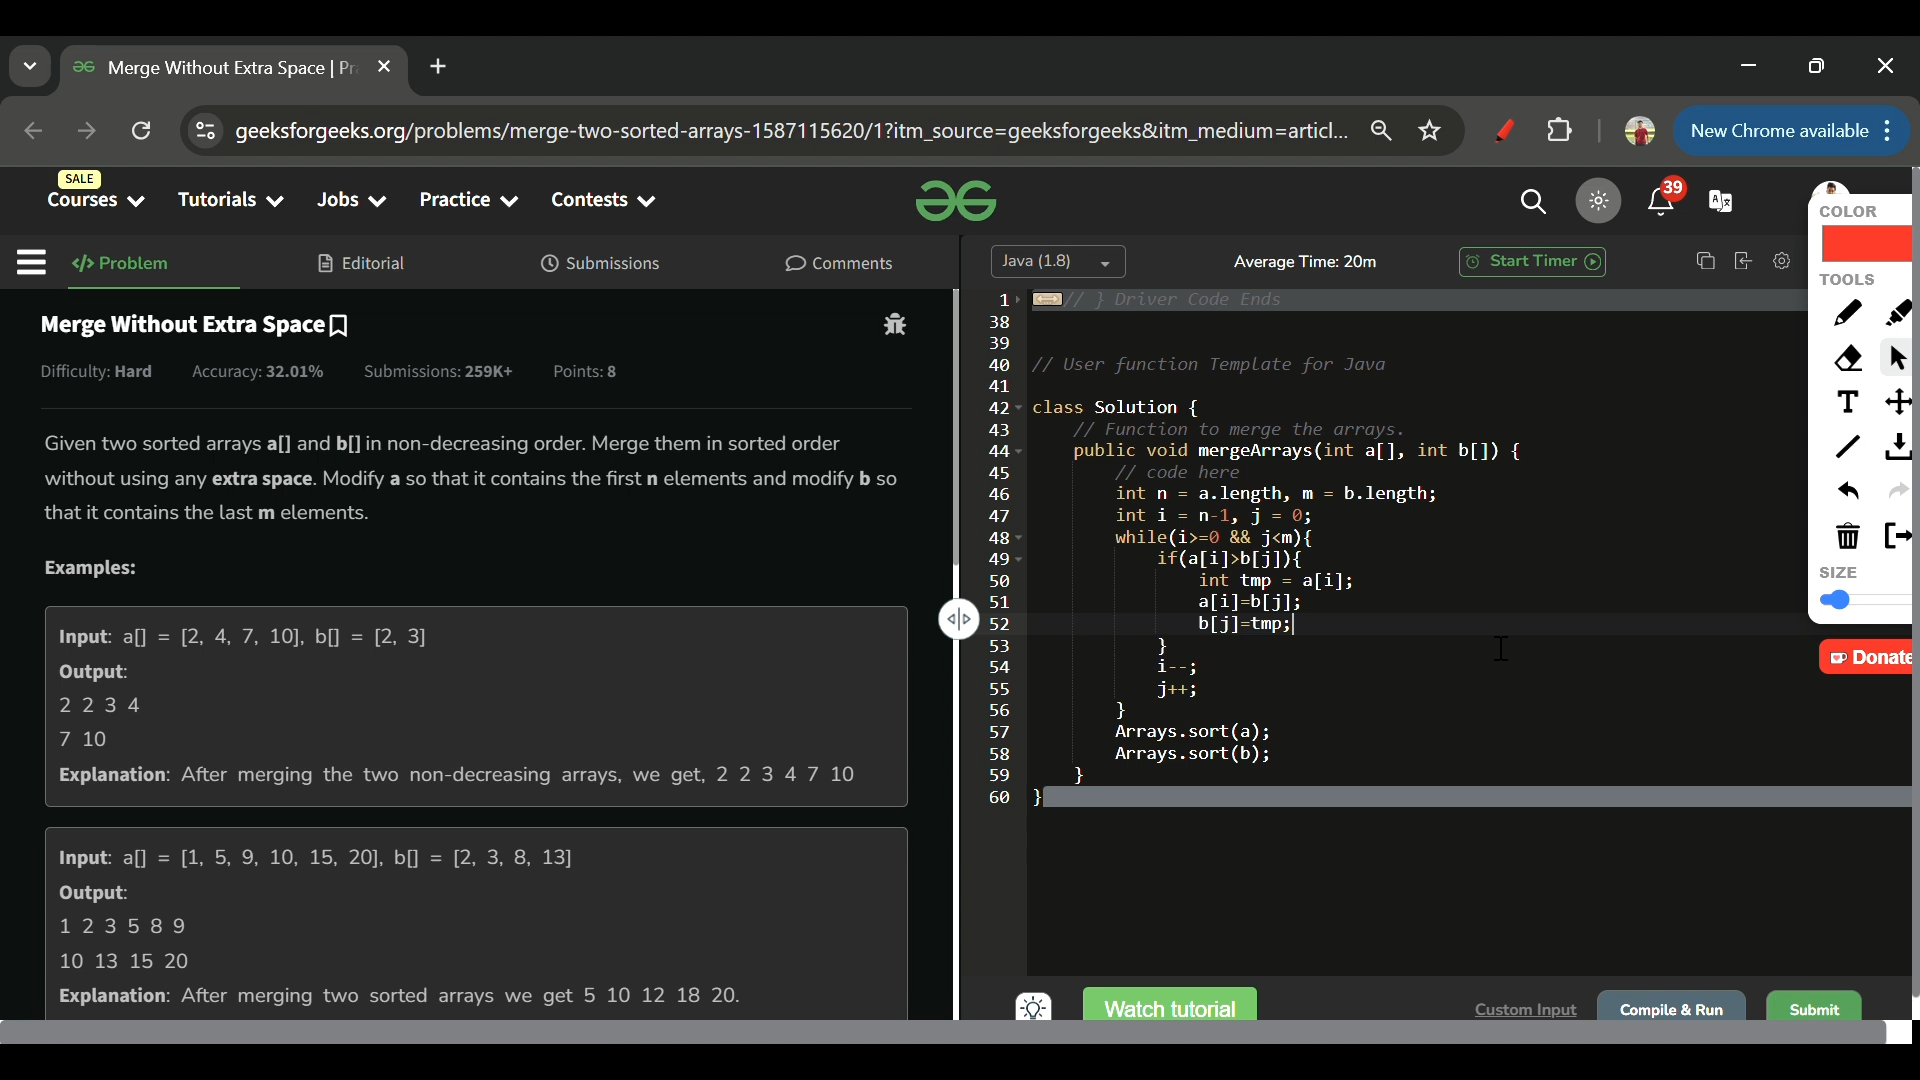 Merge Without Extra Space | Pr
geeksforgeeks.org/problems/merge-two-sorted-arrays-1587115620/1?itm_source=geeksforgeeks&itm_medium=articl...
New Chrome available
SALE
Courses
Tutorials
Jobs
Practice
Contests
39
COLOR
</> Problem
Editorial
Submissions
Comments
Java (1.8)
Average Time: 20m
Start Timer
TOOLS
Merge Without Extra Space
Difficulty: Hard Accuracy: 32.01% Submissions: 259K+ Points: 8
Given two sorted arrays a[] and b[] in non-decreasing order. Merge them in sorted order
without using any extra space. Modify a so that it contains the first n elements and modify b so
that it contains the last m elements.
Examples:
Input: a[] = [2, 4, 7, 10], b[] = [2, 3]
Output:
2 2 3 4
7 10
Explanation: After merging the two non-decreasing arrays, we get, 2 2 3 4 7 10
Input: a[] = [1, 5, 9, 10, 15, 20], b[] = [2, 3, 8, 13]
Output:
1 2 3 5 8 9
10 13 15 20
Explanation: After merging two sorted arrays we get 5 10 12 18 20.
1 // } Driver Code Ends
38
39
40 // User function Template for Java
41
42 class Solution {
43 // Function to merge the arrays.
44 public void mergeArrays(int a[], int b[]) {
45 // code here
46 int n = a.length, m = b.length;
47 int i = n-1, j = 0;
48 while(i>=0 && j<m){
49 if(a[i]>b[j]){
50 int tmp = a[i];
51 a[i]=b[j];
52 b[j]=tmp;
53 }
54 i--;
55 j++;
56 }
57 Arrays.sort(a);
58 Arrays.sort(b);
59 }
60 }
T
SIZE
Donate
Watch tutorial
Custom Input
Compile & Run
Submit